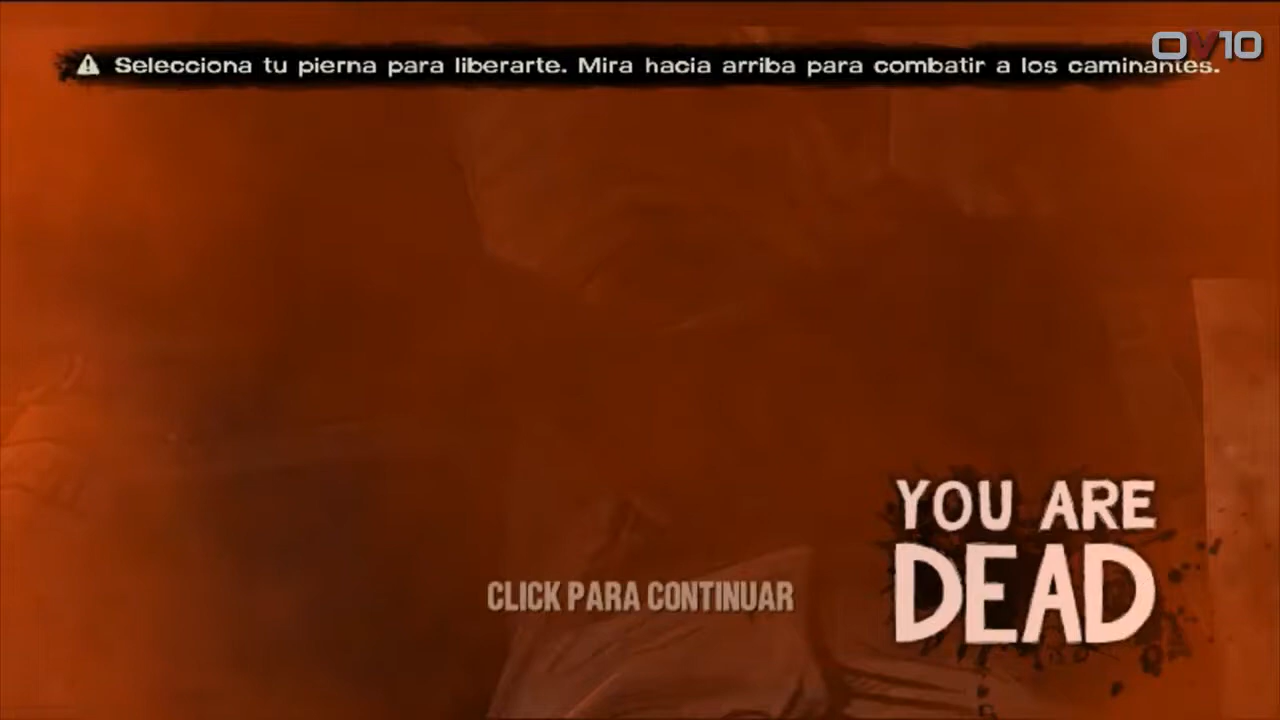 OV10
Selecciona tu pierna para liberarte. Mira hacia arriba para combatir a los caminantes.
YOU ARE
DEAD
CLICK PARA CONTINUAR